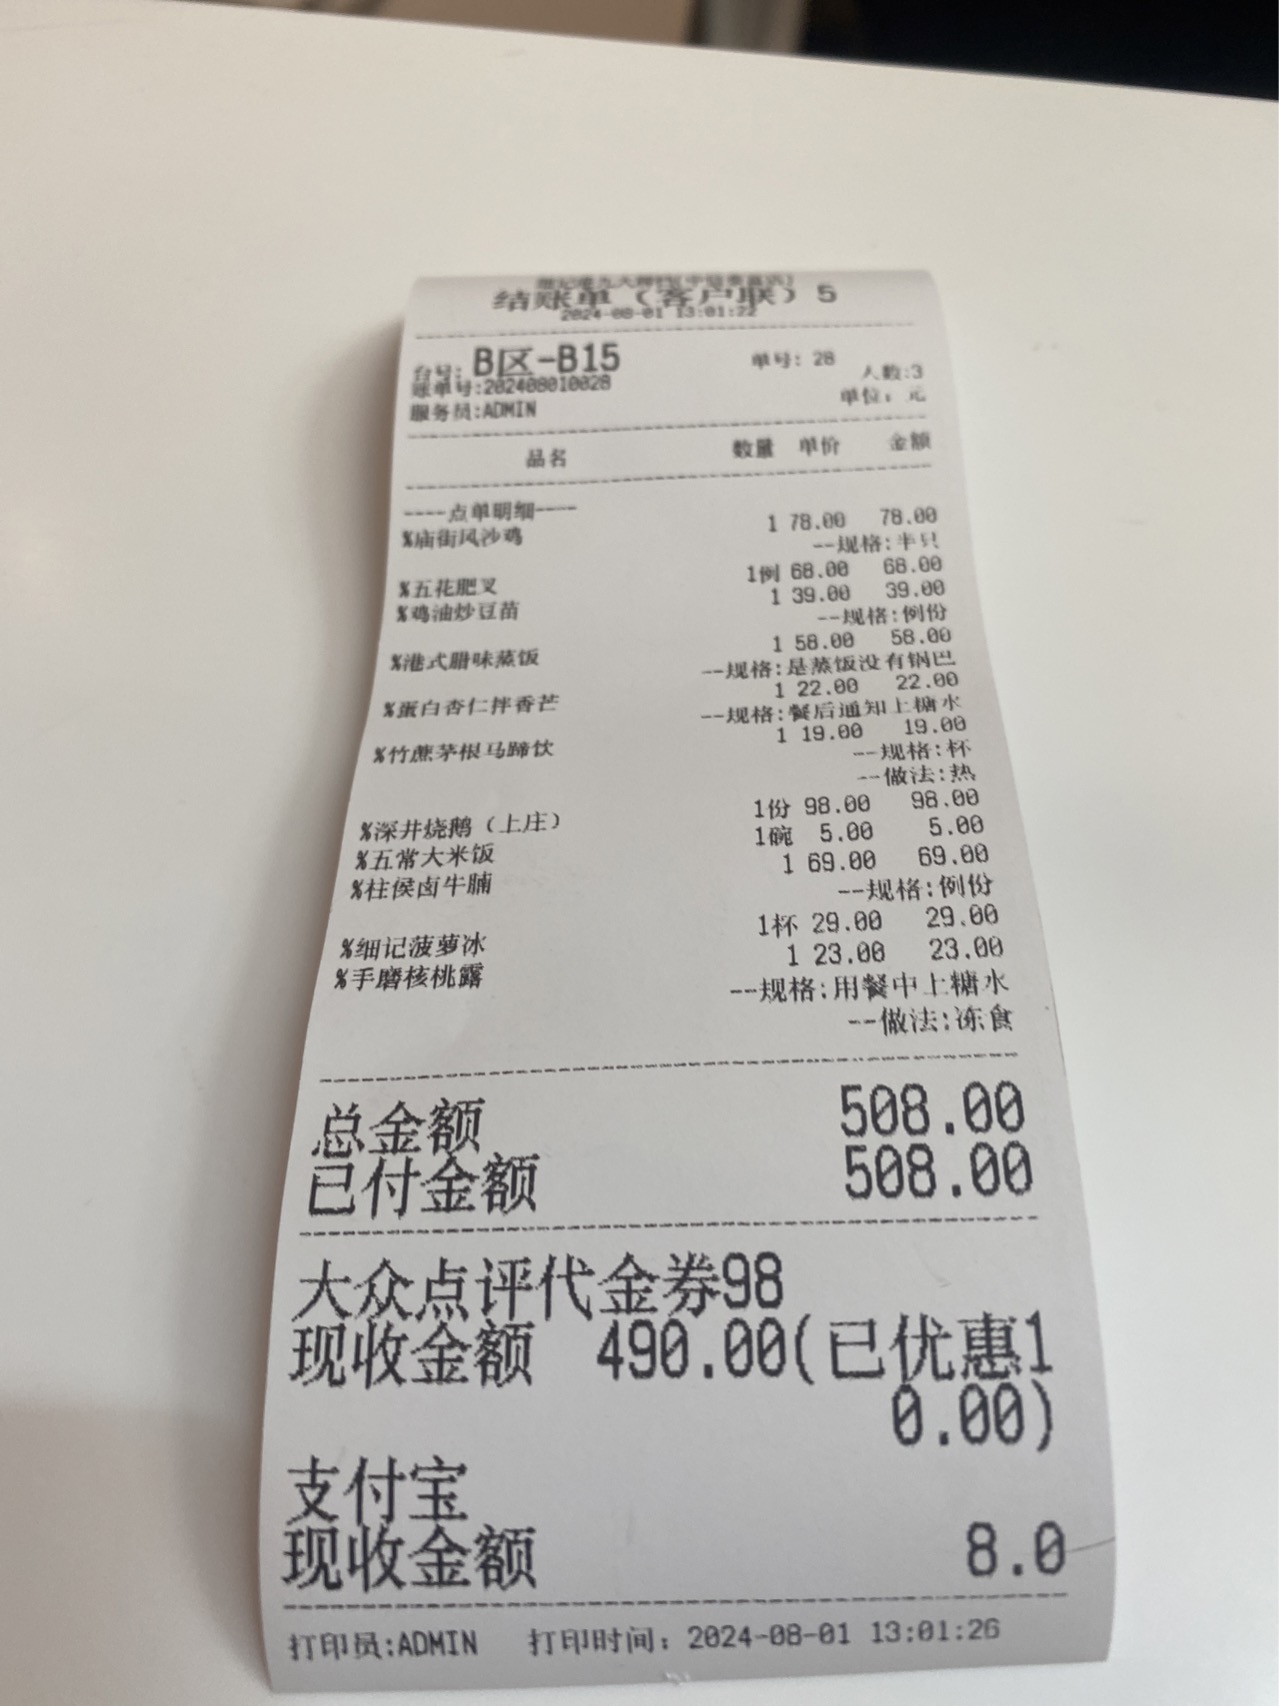 结账单（客户联）5
2024-08-01 13:01:22
台号: B区-B15 单号: 28
账单号:202408010028 人数:3
服务员:ADMIN 单位: 元
品名 数量 单价 金额
----点单明细----
%庙街风沙鸡 1 78.00 78.00
--规格:半只
%五花肥叉 1例 68.00 68.00
%鸡油炒豆苗 1 39.00 39.00
--规格:例份
%港式腊味蒸饭 1 58.00 58.00
--规格:是蒸饭没有锅巴
%蛋白杏仁拌香芒 1 22.00 22.00
--规格:餐后通知上糖水
%竹蔗茅根马蹄饮 1 19.00 19.00
--规格:杯
--做法:热
%深井烧鹅（上庄） 1份 98.00 98.00
%五常大米饭 1碗 5.00 5.00
%柱侯卤牛腩 1 69.00 69.00
--规格:例份
%细记菠萝冰 1杯 29.00 29.00
%手磨核桃露 1 23.00 23.00
--规格:用餐中上糖水
--做法:冻食
总金额 508.00
已付金额 508.00
大众点评代金券98
现收金额 490.00(已优惠1
0.00)
支付宝
现收金额 8.0
打印员:ADMIN 打印时间: 2024-08-01 13:01:26